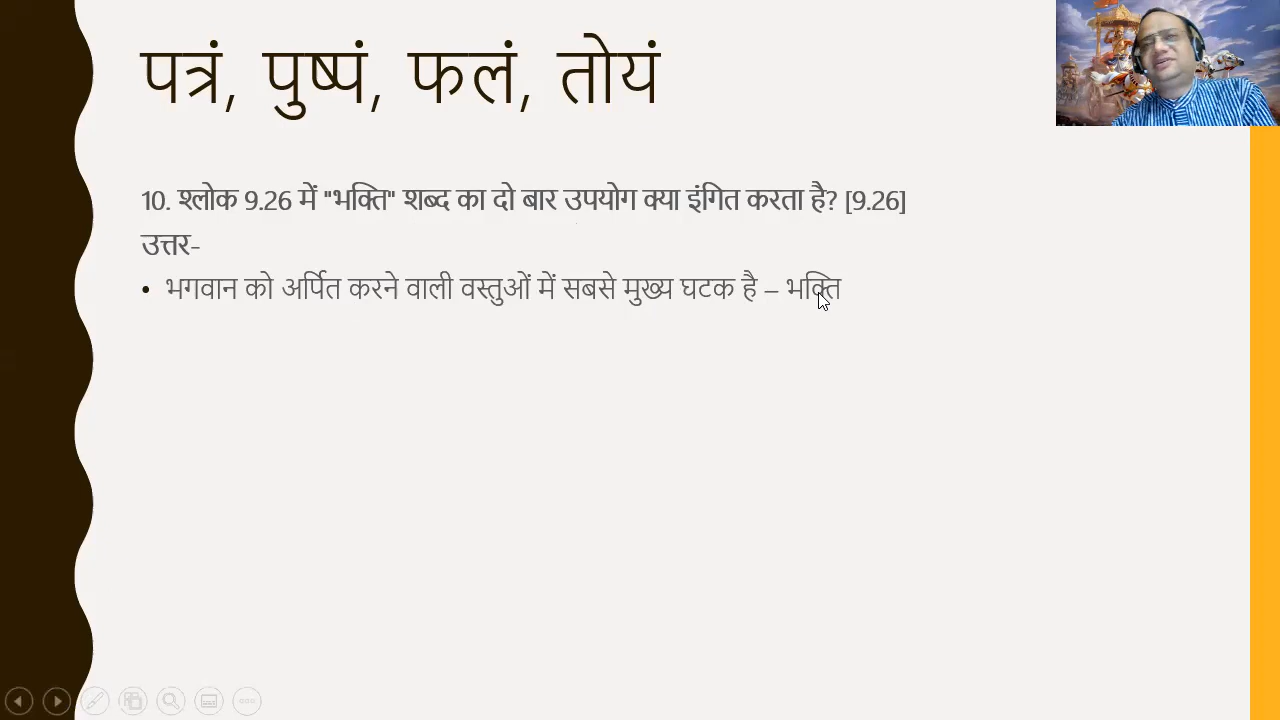 पत्रं, पुष्पं, फलं, तोयं
10. श्लोक 9.26 में "भक्ति" शब्द का दो बार उपयोग क्या इंगित करता है? [9.26]
उत्तर-
• भगवान को अर्पित करने वाली वस्तुओं में सबसे मुख्य घटक है – भक्ति